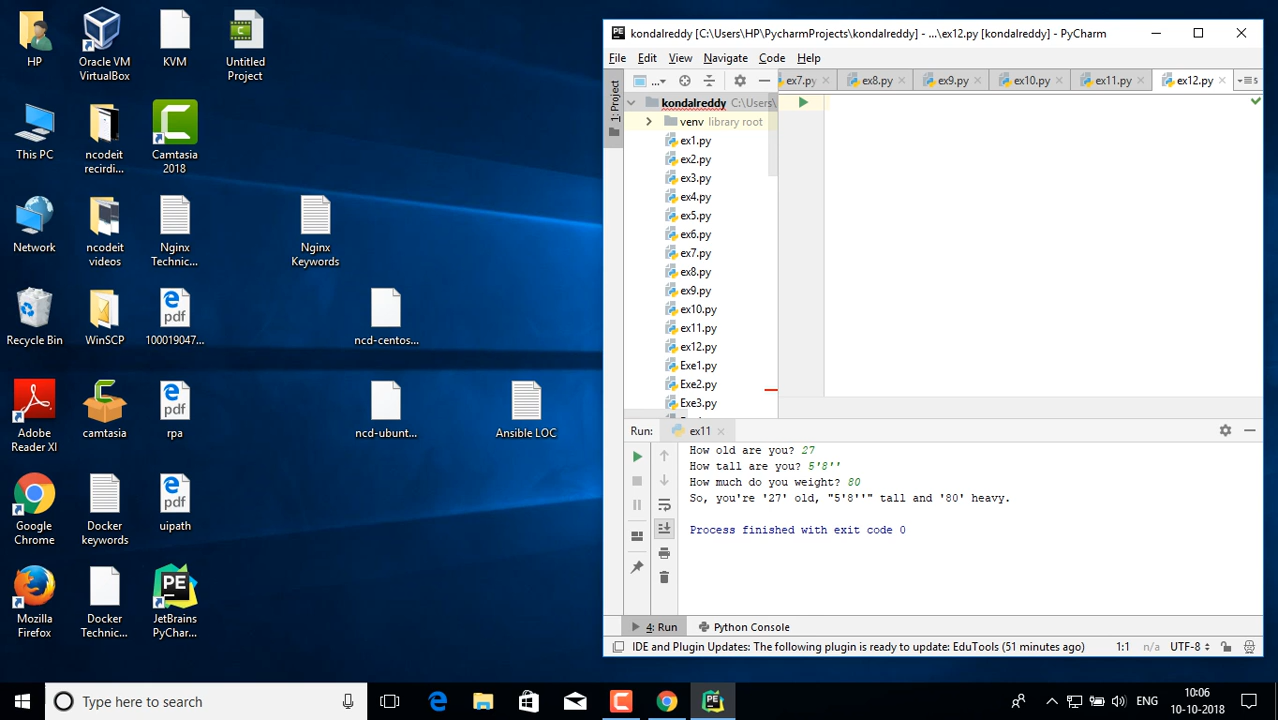 HP
Oracle VM
VirtualBox
KVM
Untitled
Project
This PC
ncodeit
recirdi...
Camtasia
2018
Network
ncodeit
videos
Nginx
Technic...
Nginx
Keywords
Recycle Bin
WinSCP
pdf
100019047...
ncd-centos...
Adobe
Reader XI
camtasia
pdf
rpa
ncd-ubunt...
Ansible LOC
Google
Chrome
Docker
keywords
pdf
uipath
Mozilla
Firefox
Docker
Technic...
PE
JetBrains
PyChar...
PE kondalreddy [C:\Users\HP\PycharmProjects\kondalreddy] - ...\ex12.py [kondalreddy] - PyCharm
File Edit View Navigate Code Help
1: Project
... ex7.py ex8.py ex9.py ex10.py ex11.py ex12.py
kondalreddy C:\Users\
venv library root
ex1.py
ex2.py
ex3.py
ex4.py
ex5.py
ex6.py
ex7.py
ex8.py
ex9.py
ex10.py
ex11.py
ex12.py
Exe1.py
Exe2.py
Exe3.py
Run: ex11
How old are you? 27
How tall are you? 5'8''
How much do you weight? 80
So, you're '27' old, "5'8''" tall and '80' heavy.
Process finished with exit code 0
4: Run Python Console
IDE and Plugin Updates: The following plugin is ready to update: EduTools (51 minutes ago) 1:1 n/a UTF-8
Type here to search
PE
ENG
10:06
10-10-2018